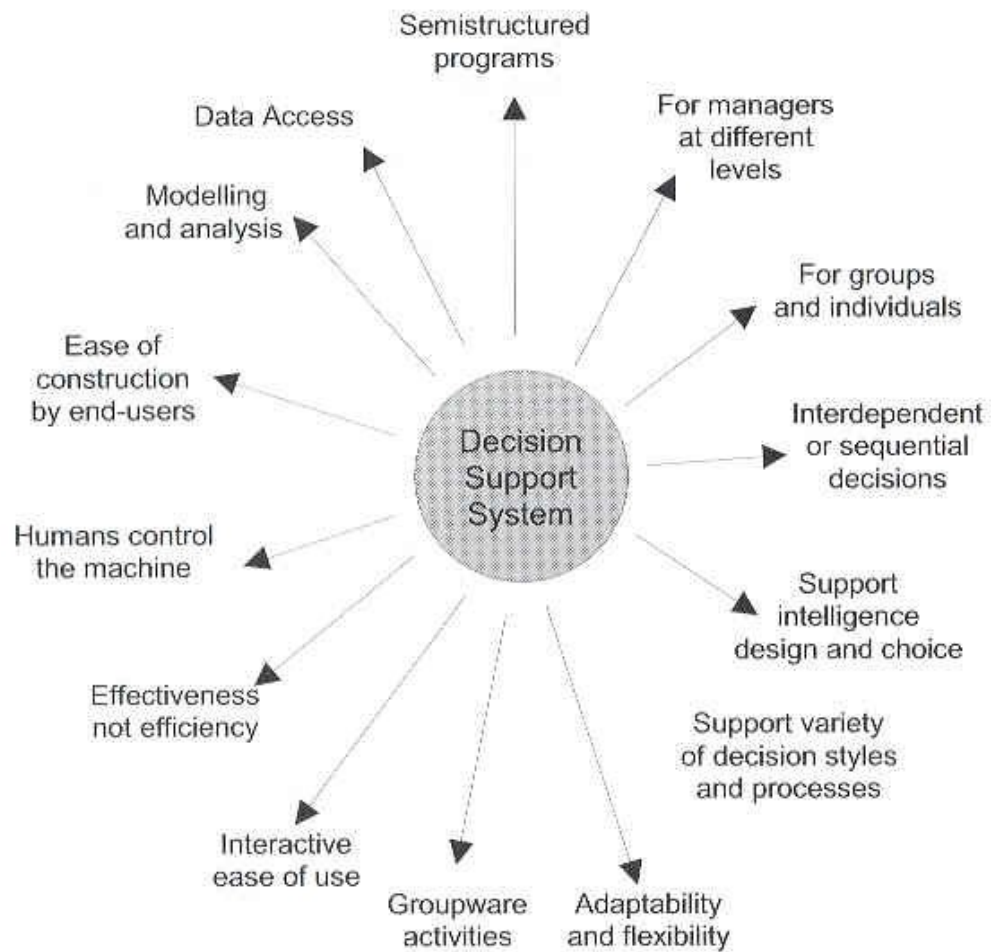 Semistructured
programs
For managers
at different
levels
For groups
and individuals
Interdependent
or sequential
decisions
Support
intelligence
design and choice
Support variety
of decision styles
and processes
Adaptability
and flexibility
Groupware
activities
Interactive
ease of use
Effectiveness
not efficiency
Humans control
the machine
Ease of
construction
by end-users
Modelling
and analysis
Data Access
Decision
Support
System